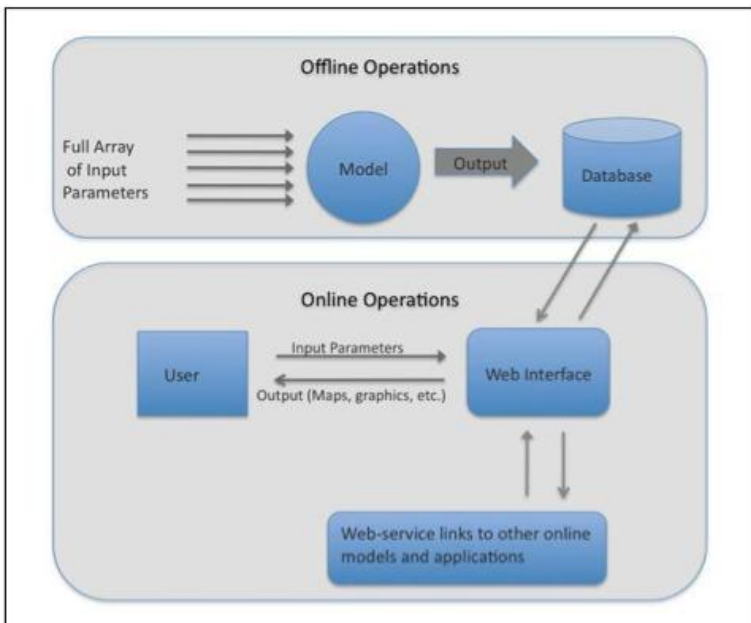 Offline Operations
Full Array
of Input
Parameters
Model
Output
Database
Online Operations
User
Input Parameters
Output (Maps, graphics, etc.)
Web Interface
Web-service links to other online
models and applications